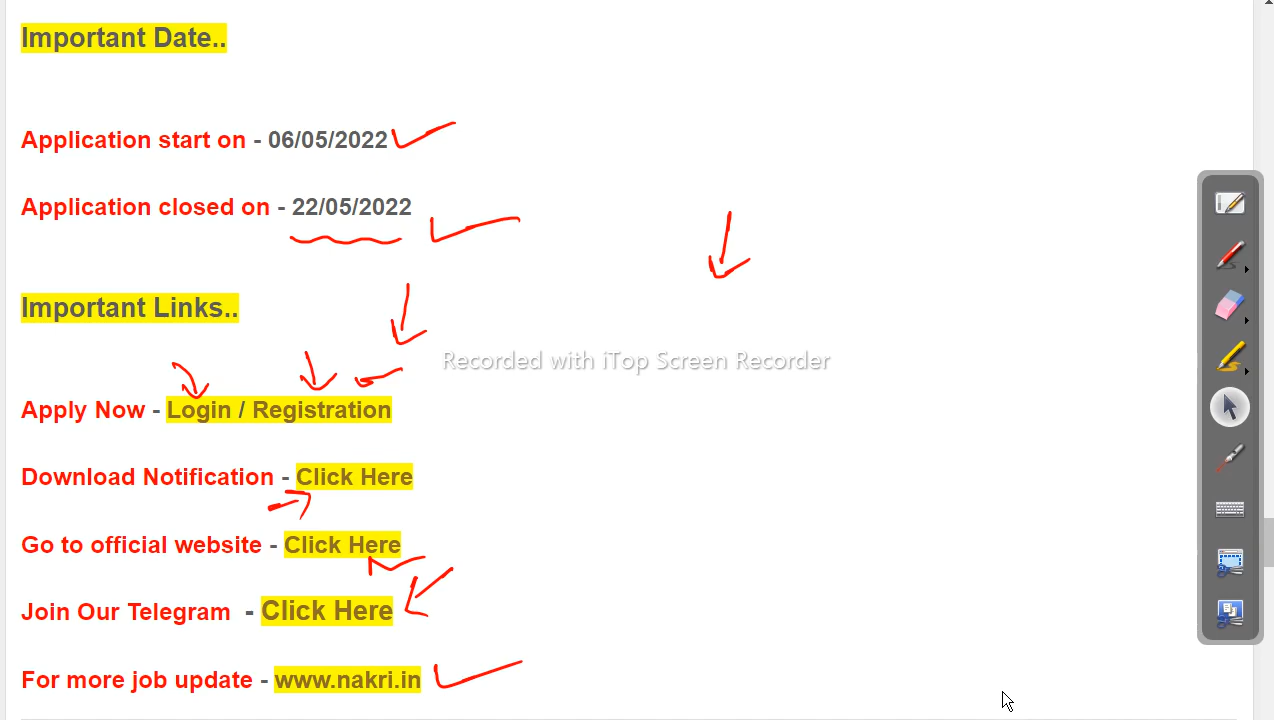 Important Date..
Application start on - 06/05/2022
Application closed on - 22/05/2022
Important Links..
Recorded with iTop Screen Recorder
Apply Now - Login / Registration
Download Notification - Click Here
Go to official website - Click Here
Join Our Telegram - Click Here
For more job update - www.nakri.in